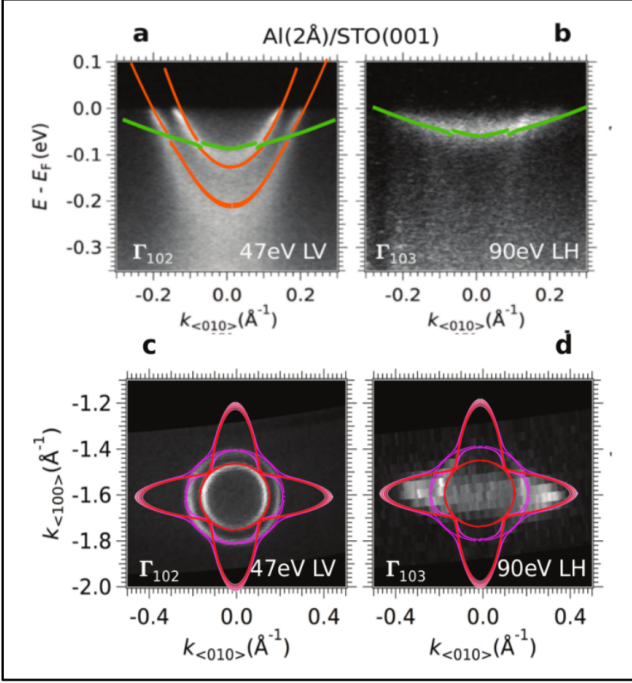 a Al(2Å)/STO(001) b
0.1
0.0
-0.1
-0.2
-0.3
E - E_F (eV)
Γ₁₀₂ 47eV LV
Γ₁₀₃ 90eV LH
-0.2 0.0 0.2
-0.2 0.0 0.2
k<010>(Å⁻¹)
k<010>(Å⁻¹)
c d
-1.2
-1.4
-1.6
-1.8
-2.0
k<100>(Å⁻¹)
Γ₁₀₂ 47eV LV
Γ₁₀₃ 90eV LH
-0.4 0.0 0.4
-0.4 0.0 0.4
k<010>(Å⁻¹)
k<010>(Å⁻¹)